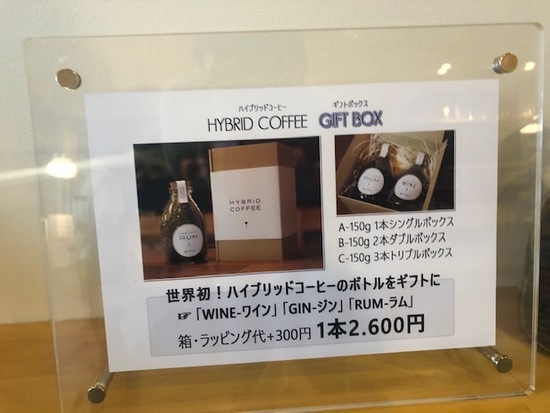 ハイブリッドコーヒー ギフトボックス
HYBRID COFFEE GIFT BOX
HYBRID
COFFEE
RUM
RUM
WINE
A-150g 1本シングルボックス
B-150g 2本ダブルボックス
C-150g 3本トリプルボックス
世界初！ハイブリッドコーヒーのボトルをギフトに
☞「WINE-ワイン」「GIN-ジン」「RUM-ラム」
箱・ラッピング代+300円 1本2.600円